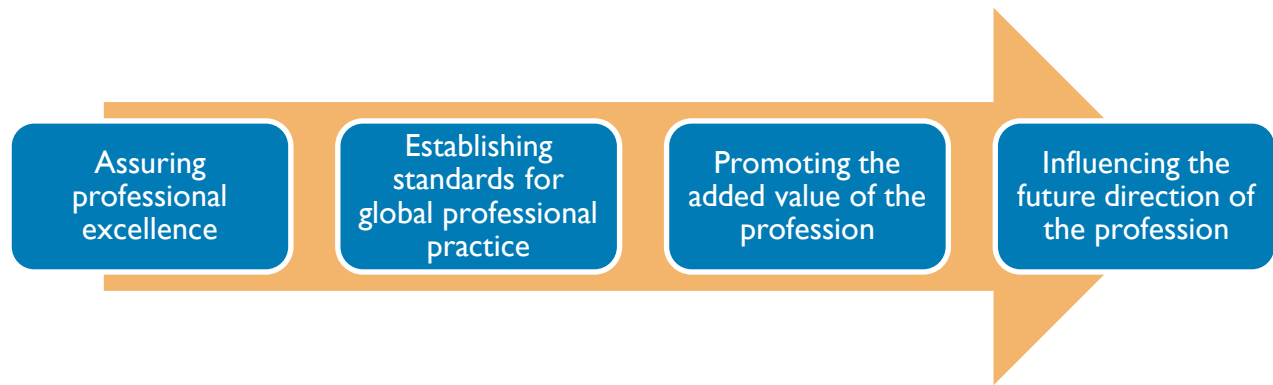 Assuring
professional
excellence
Establishing
standards for
global professional
practice
Promoting the
added value of the
profession
Influencing the
future direction of
the profession